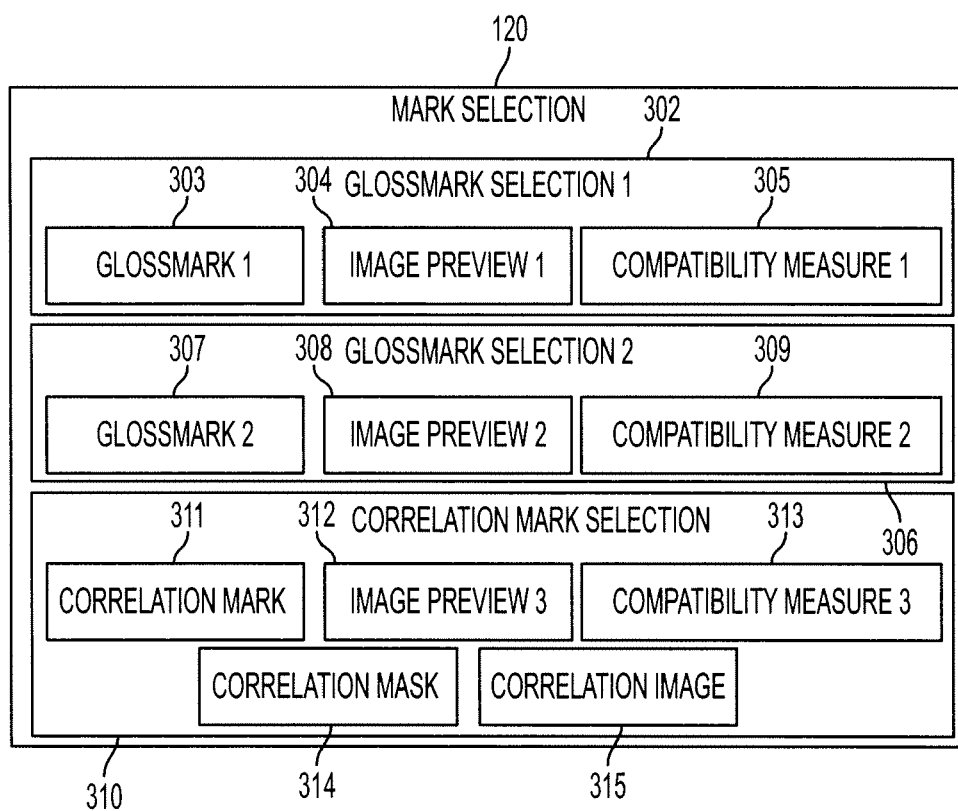 120
MARK SELECTION
302
303
304
GLOSSMARK SELECTION 1
305
GLOSSMARK 1
IMAGE PREVIEW 1
COMPATIBILITY MEASURE 1
307
308
GLOSSMARK SELECTION 2
309
GLOSSMARK 2
IMAGE PREVIEW 2
COMPATIBILITY MEASURE 2
311
312
CORRELATION MARK SELECTION
313
306
CORRELATION MARK
IMAGE PREVIEW 3
COMPATIBILITY MEASURE 3
CORRELATION MASK
CORRELATION IMAGE
310
314
315